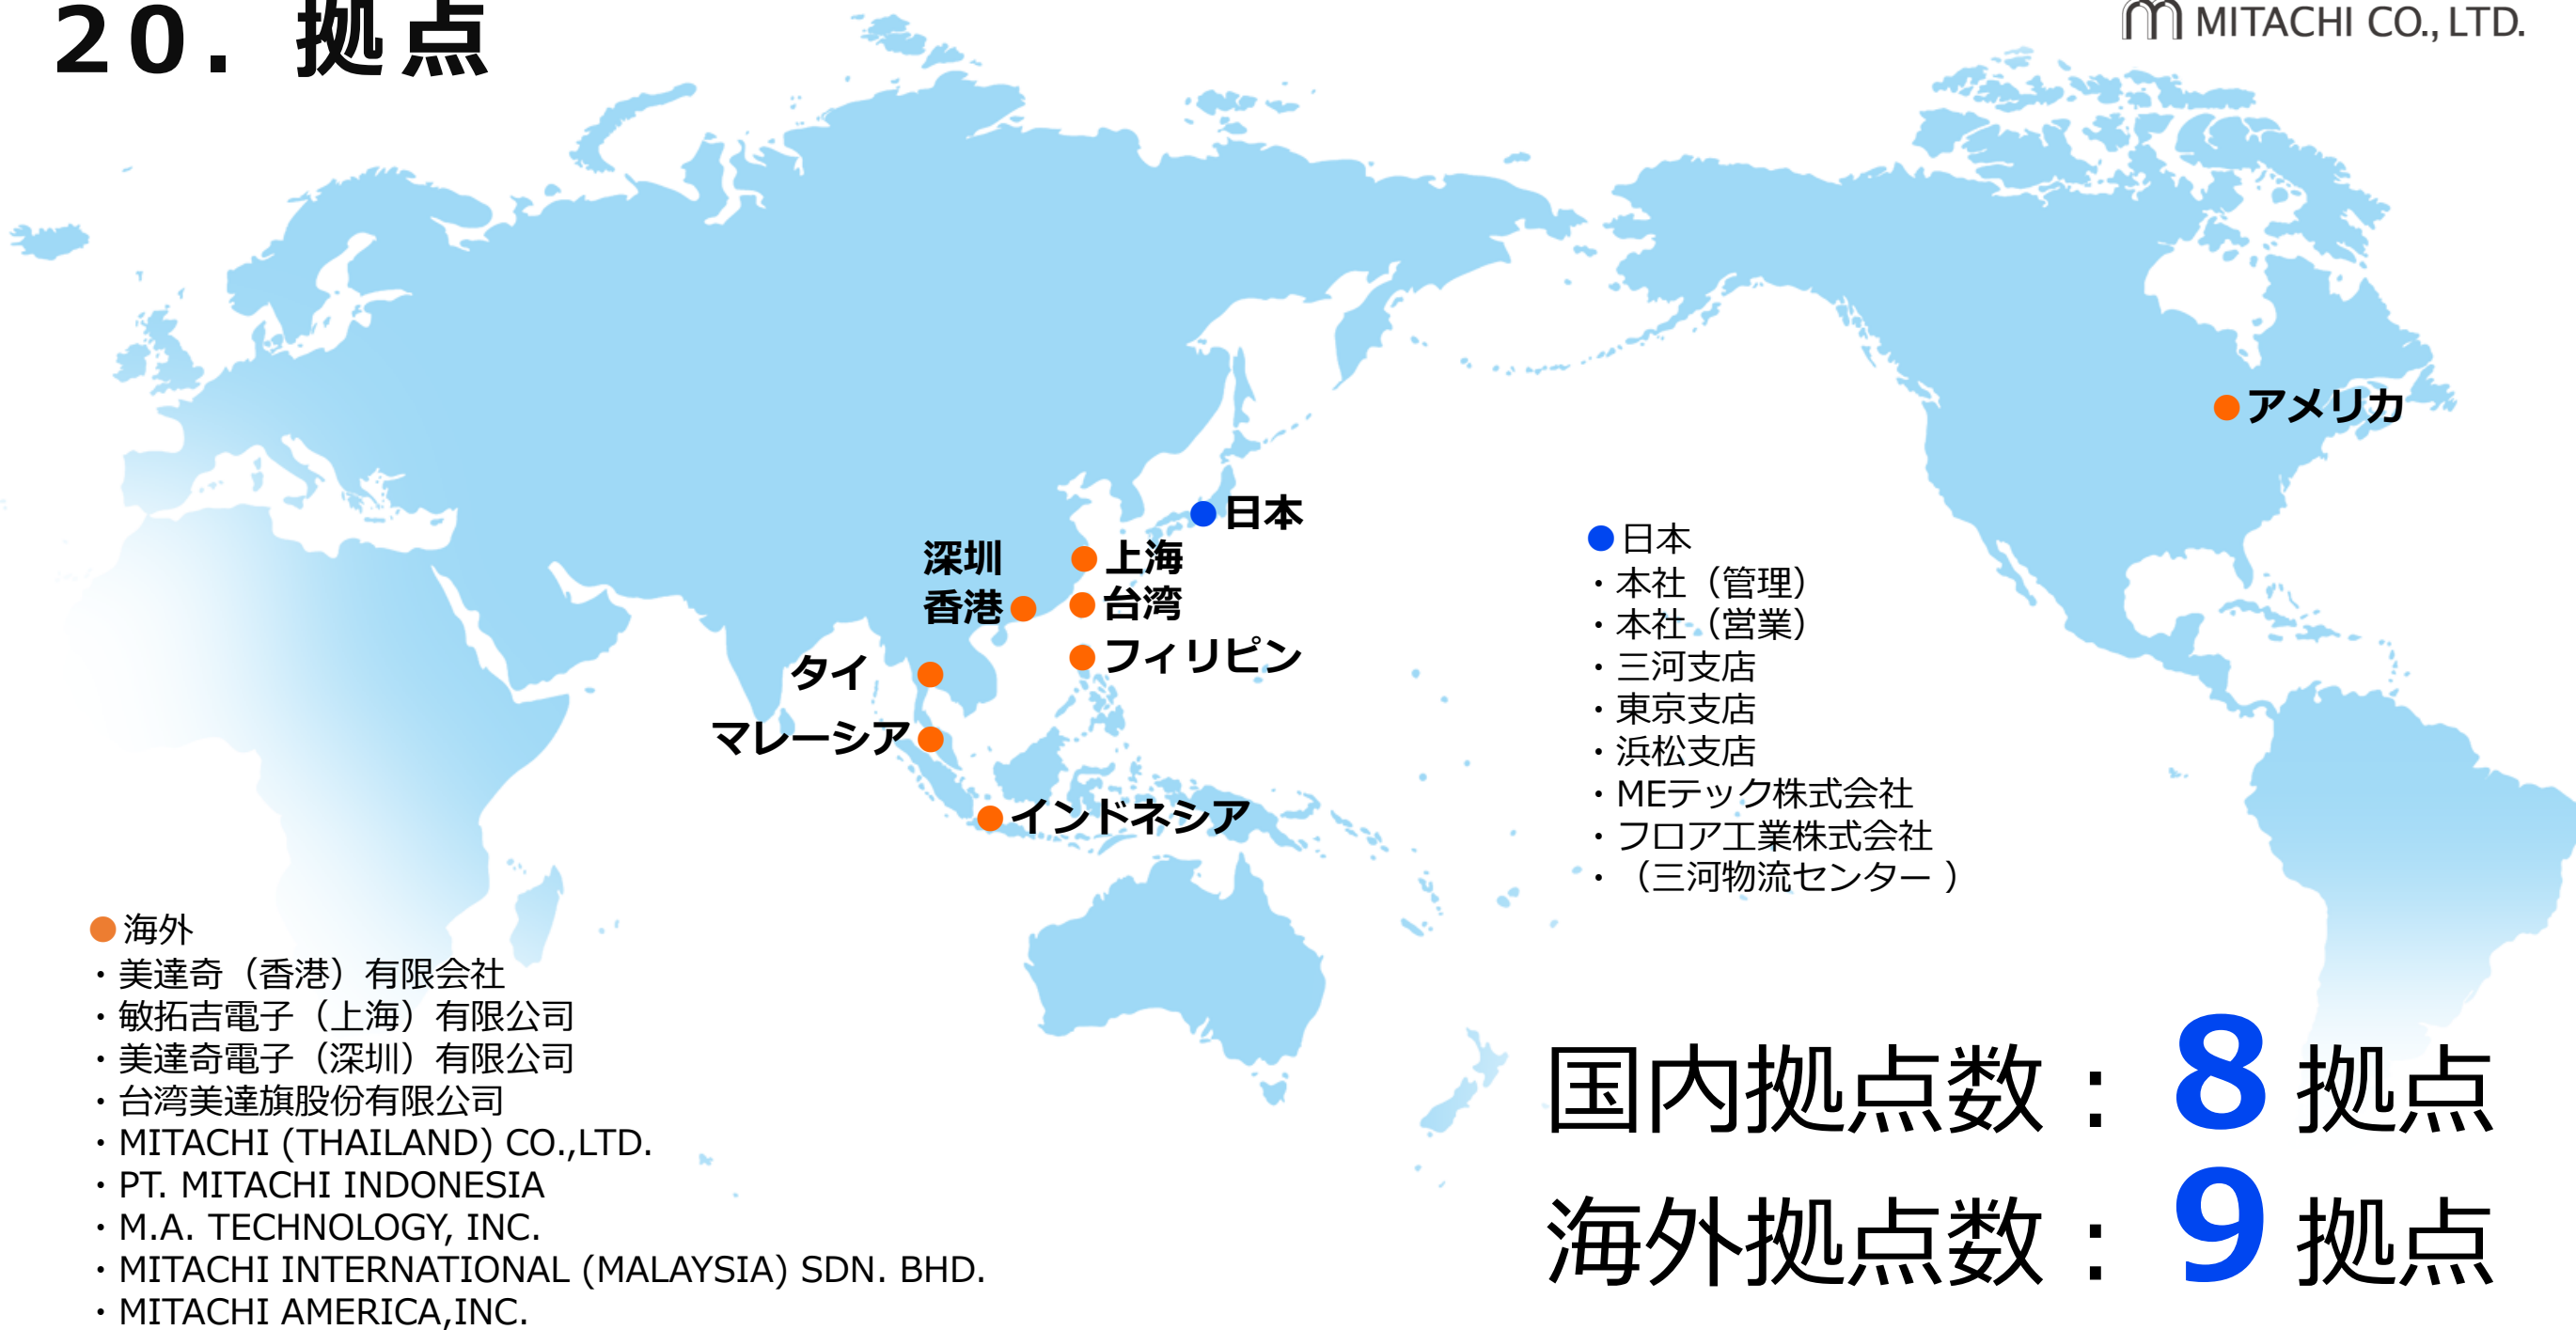 20. 拠点
MITACHI CO., LTD.
アメリカ
日本
深圳
上海
香港
台湾
フィリピン
タイ
マレーシア
インドネシア
日本
・本社（管理）
・本社（営業）
・三河支店
・東京支店
・浜松支店
・MEテック株式会社
・フロア工業株式会社
・（三河物流センター ）
海外
・美達奇（香港）有限会社
・敏拓吉電子（上海）有限公司
・美達奇電子（深圳）有限公司
・台湾美達旗股份有限公司
・MITACHI (THAILAND) CO.,LTD.
・PT. MITACHI INDONESIA
・M.A. TECHNOLOGY, INC.
・MITACHI INTERNATIONAL (MALAYSIA) SDN. BHD.
・MITACHI AMERICA,INC.
国内拠点数：8 拠点
海外拠点数：9 拠点